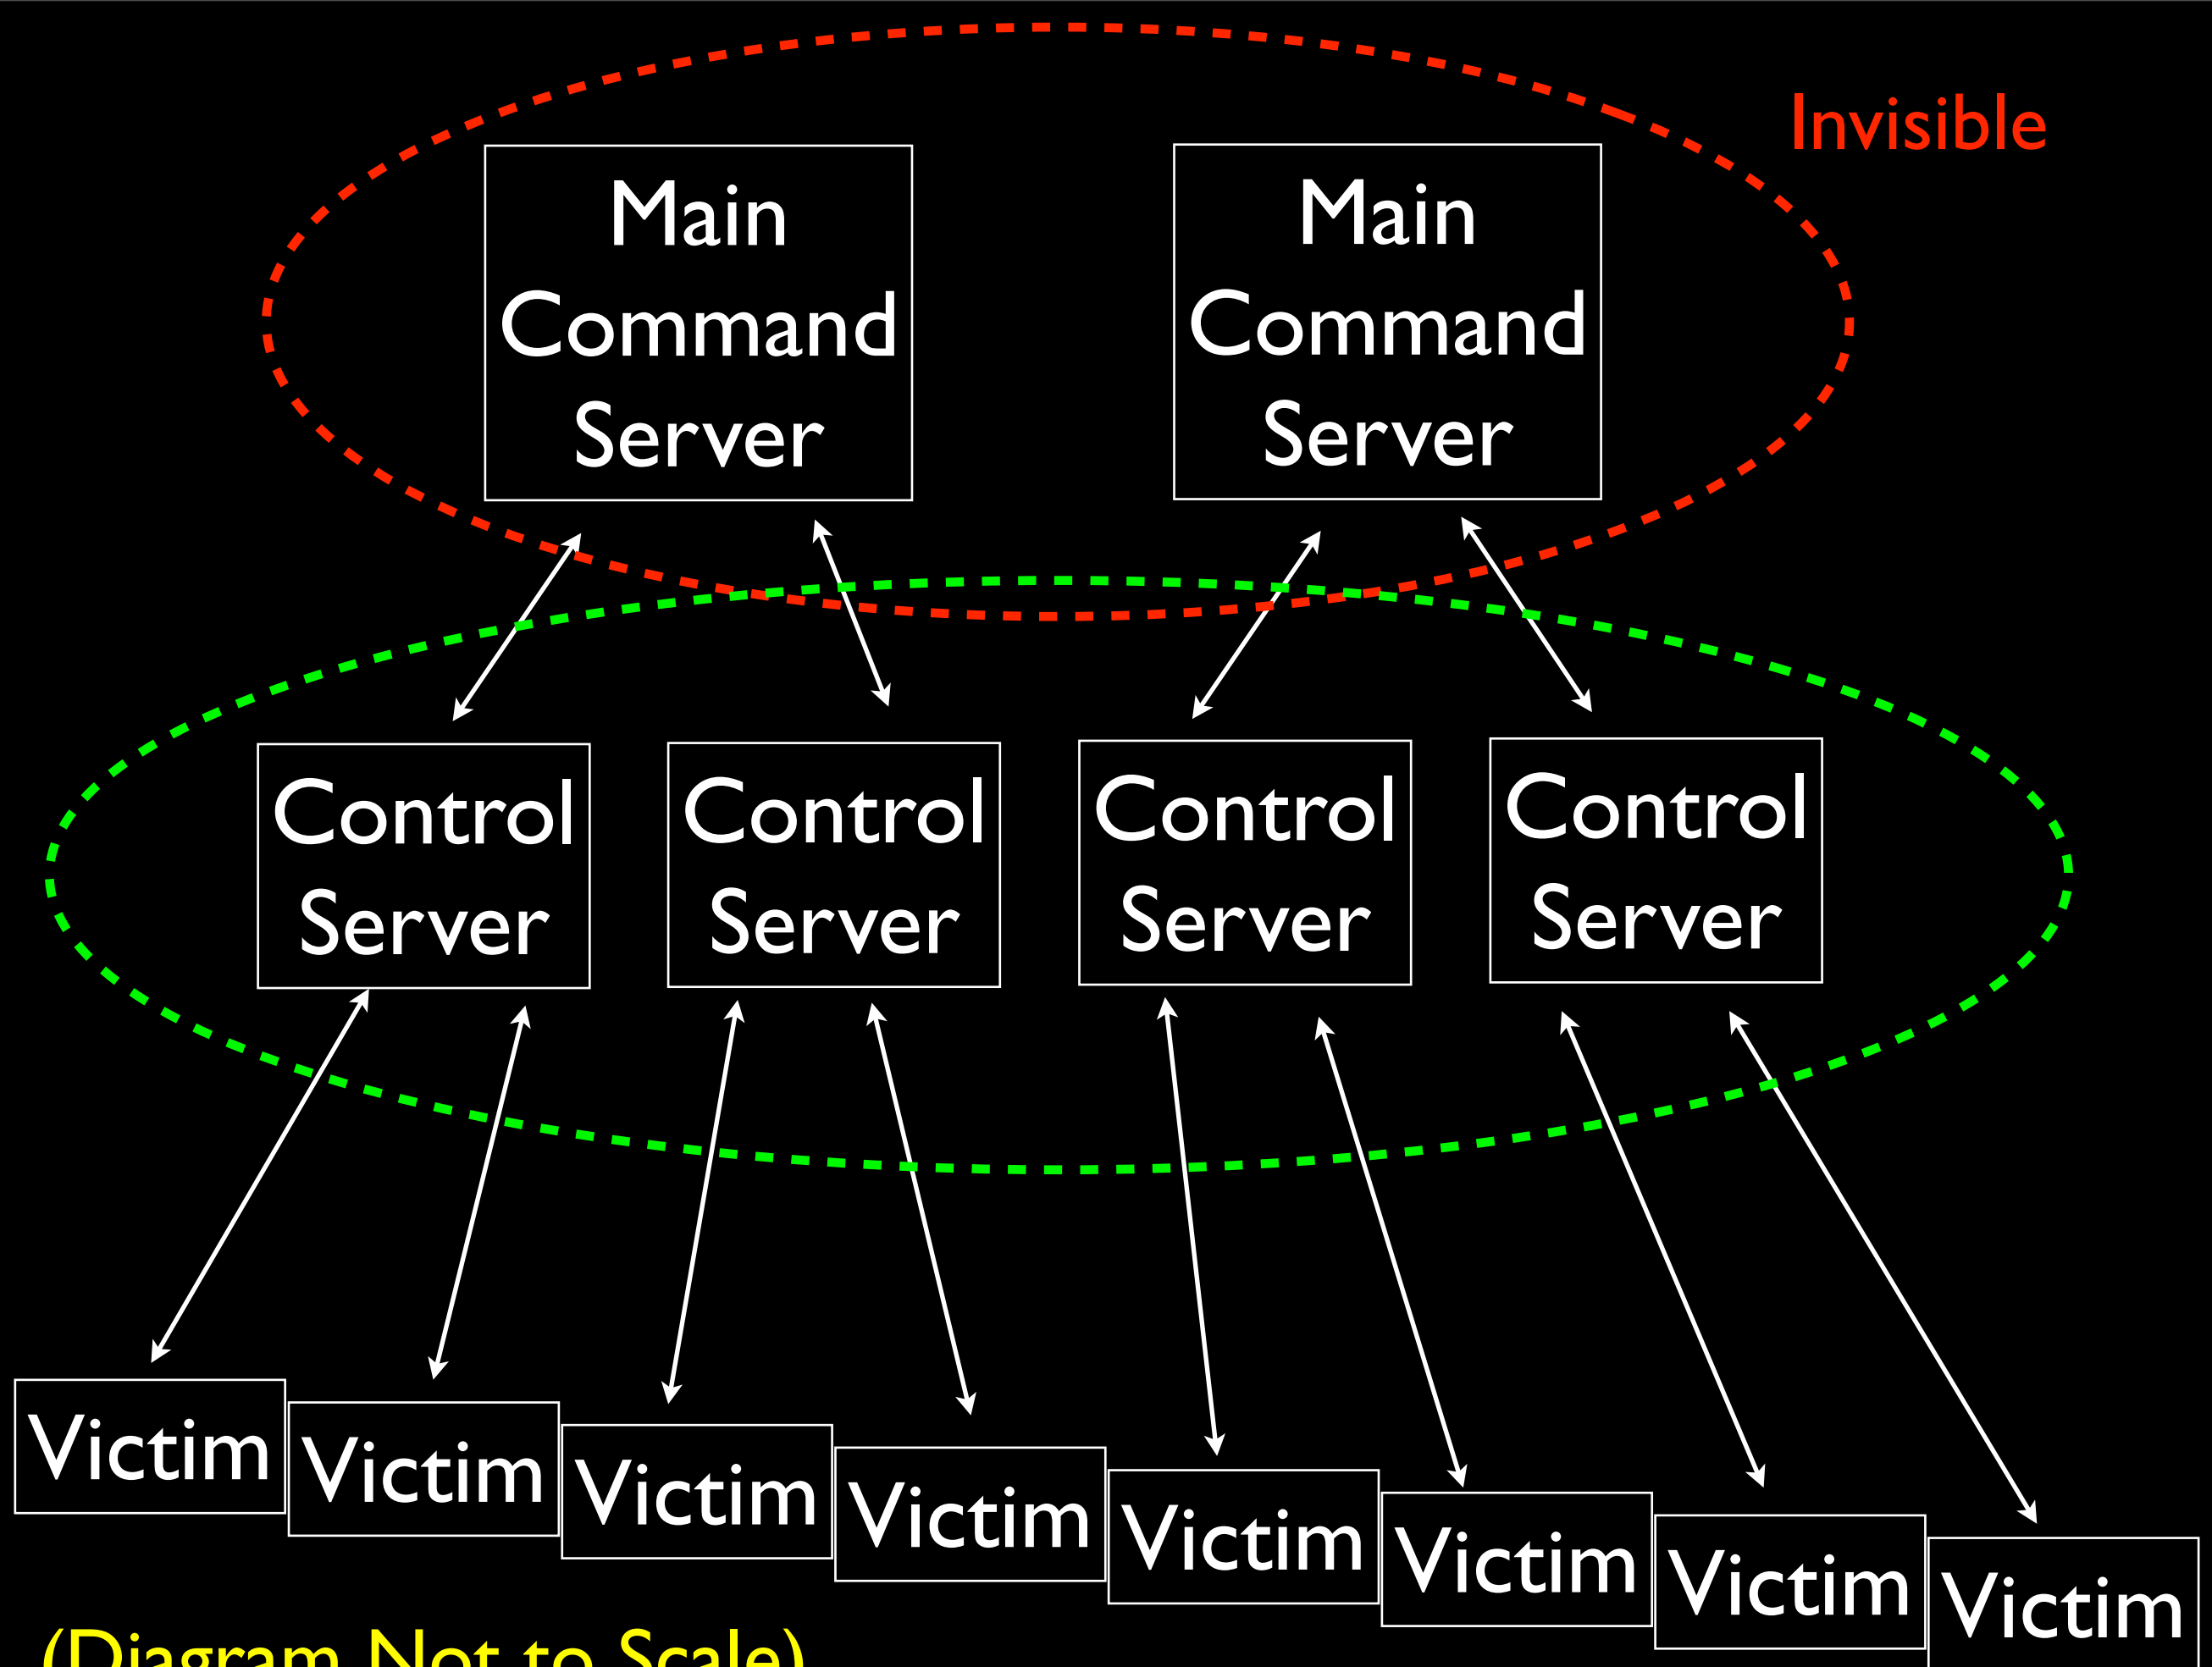 Invisible
Main
Command
Server
Main
Command
Server
Control
Server
Control
Server
Control
Server
Control
Server
Victim
Victim
Victim
Victim
Victim
Victim
Victim
Victim
(Diagram Not to Scale)